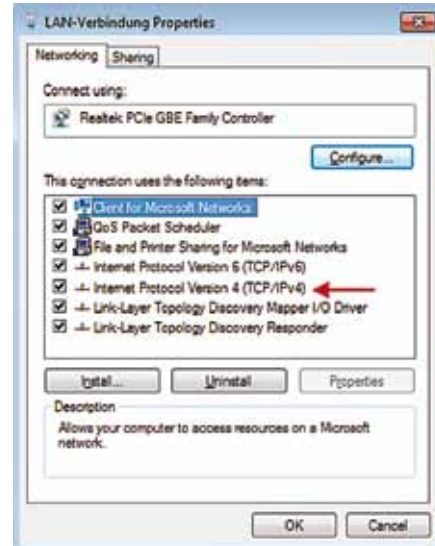 LAN-Verbindung Properties
Networking Sharing
Connect using:
Realtek PCIe GBE Family Controller
Configure...
This connection uses the following items:
Client for Microsoft Networks
QoS Packet Scheduler
File and Printer Sharing for Microsoft Networks
Internet Protocol Version 6 (TCP/IPv6)
Internet Protocol Version 4 (TCP/IPv4)
Link-Layer Topology Discovery Mapper I/O Driver
Link-Layer Topology Discovery Responder
Install... Uninstall Properties
Description
Allows your computer to access resources on a Microsoft
network.
OK Cancel